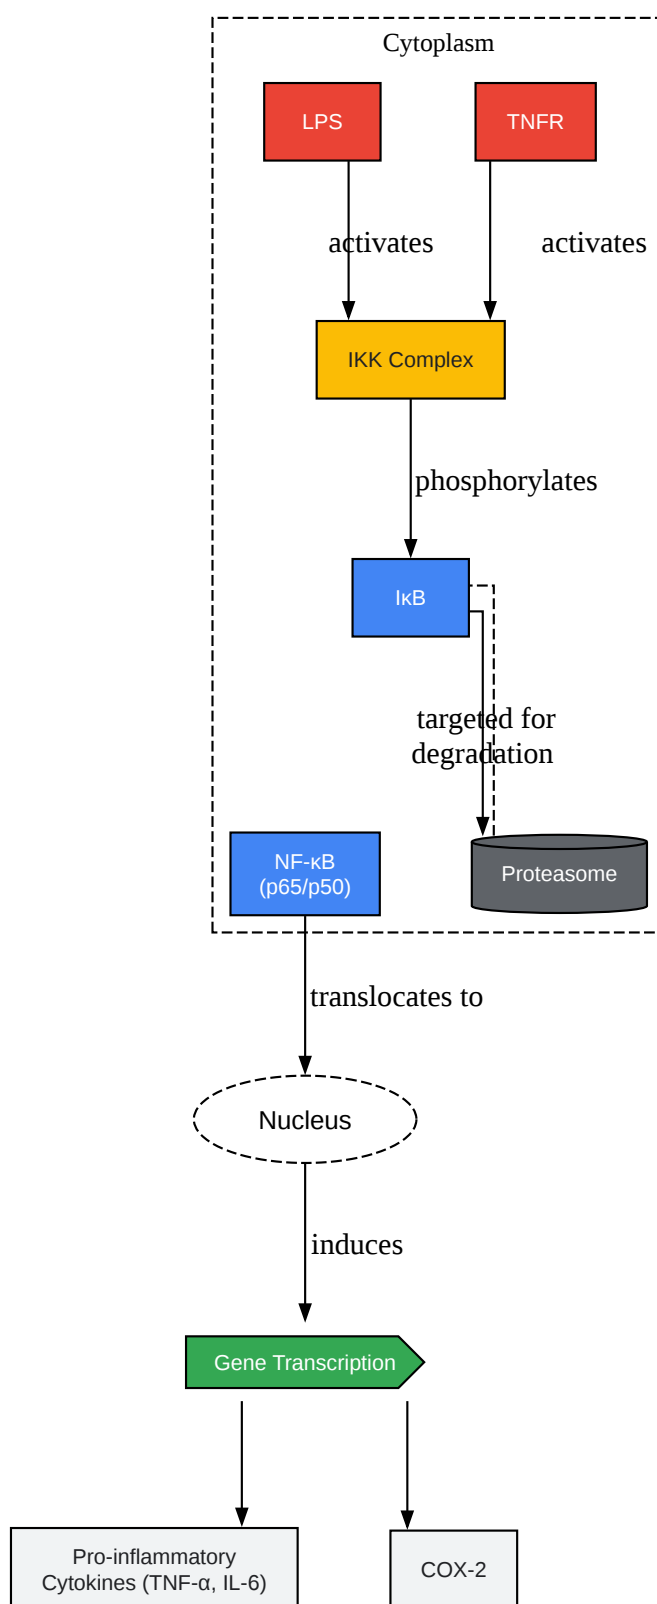 Cytoplasm
LPS
TNFR
activates
activates
IKK Complex
phosphorylates
IκB
targeted for
degradation
NF-κB
(p65/p50)
Proteasome
translocates to
Nucleus
induces
Gene Transcription
Pro-inflammatory
Cytokines (TNF-α, IL-6)
COX-2